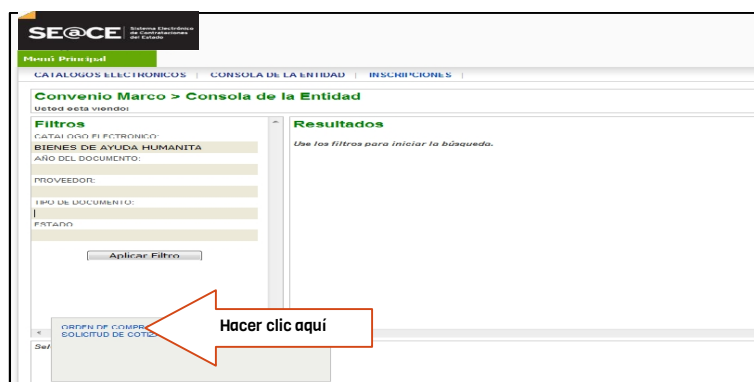 SE@CE Sistema Electrónico
de Contrataciones
del Estado
Menú Principal
CATALOGOS ELECTRONICOS | CONSOLA DE LA ENTIDAD | INSCRIPCIONES |
Convenio Marco > Consola de la Entidad
Usted esta viendo:
Filtros
CATALOGO ELECTRONICO:
BIENES DE AYUDA HUMANITA
AÑO DEL DOCUMENTO:
PROVEEDOR:
TIPO DE DOCUMENTO:
ESTADO
Aplicar Filtro
Resultados
Use los filtros para iniciar la búsqueda.
ORDEN DE COMPR
SOLICITUD DE COTIZ
Hacer clic aquí
Sel